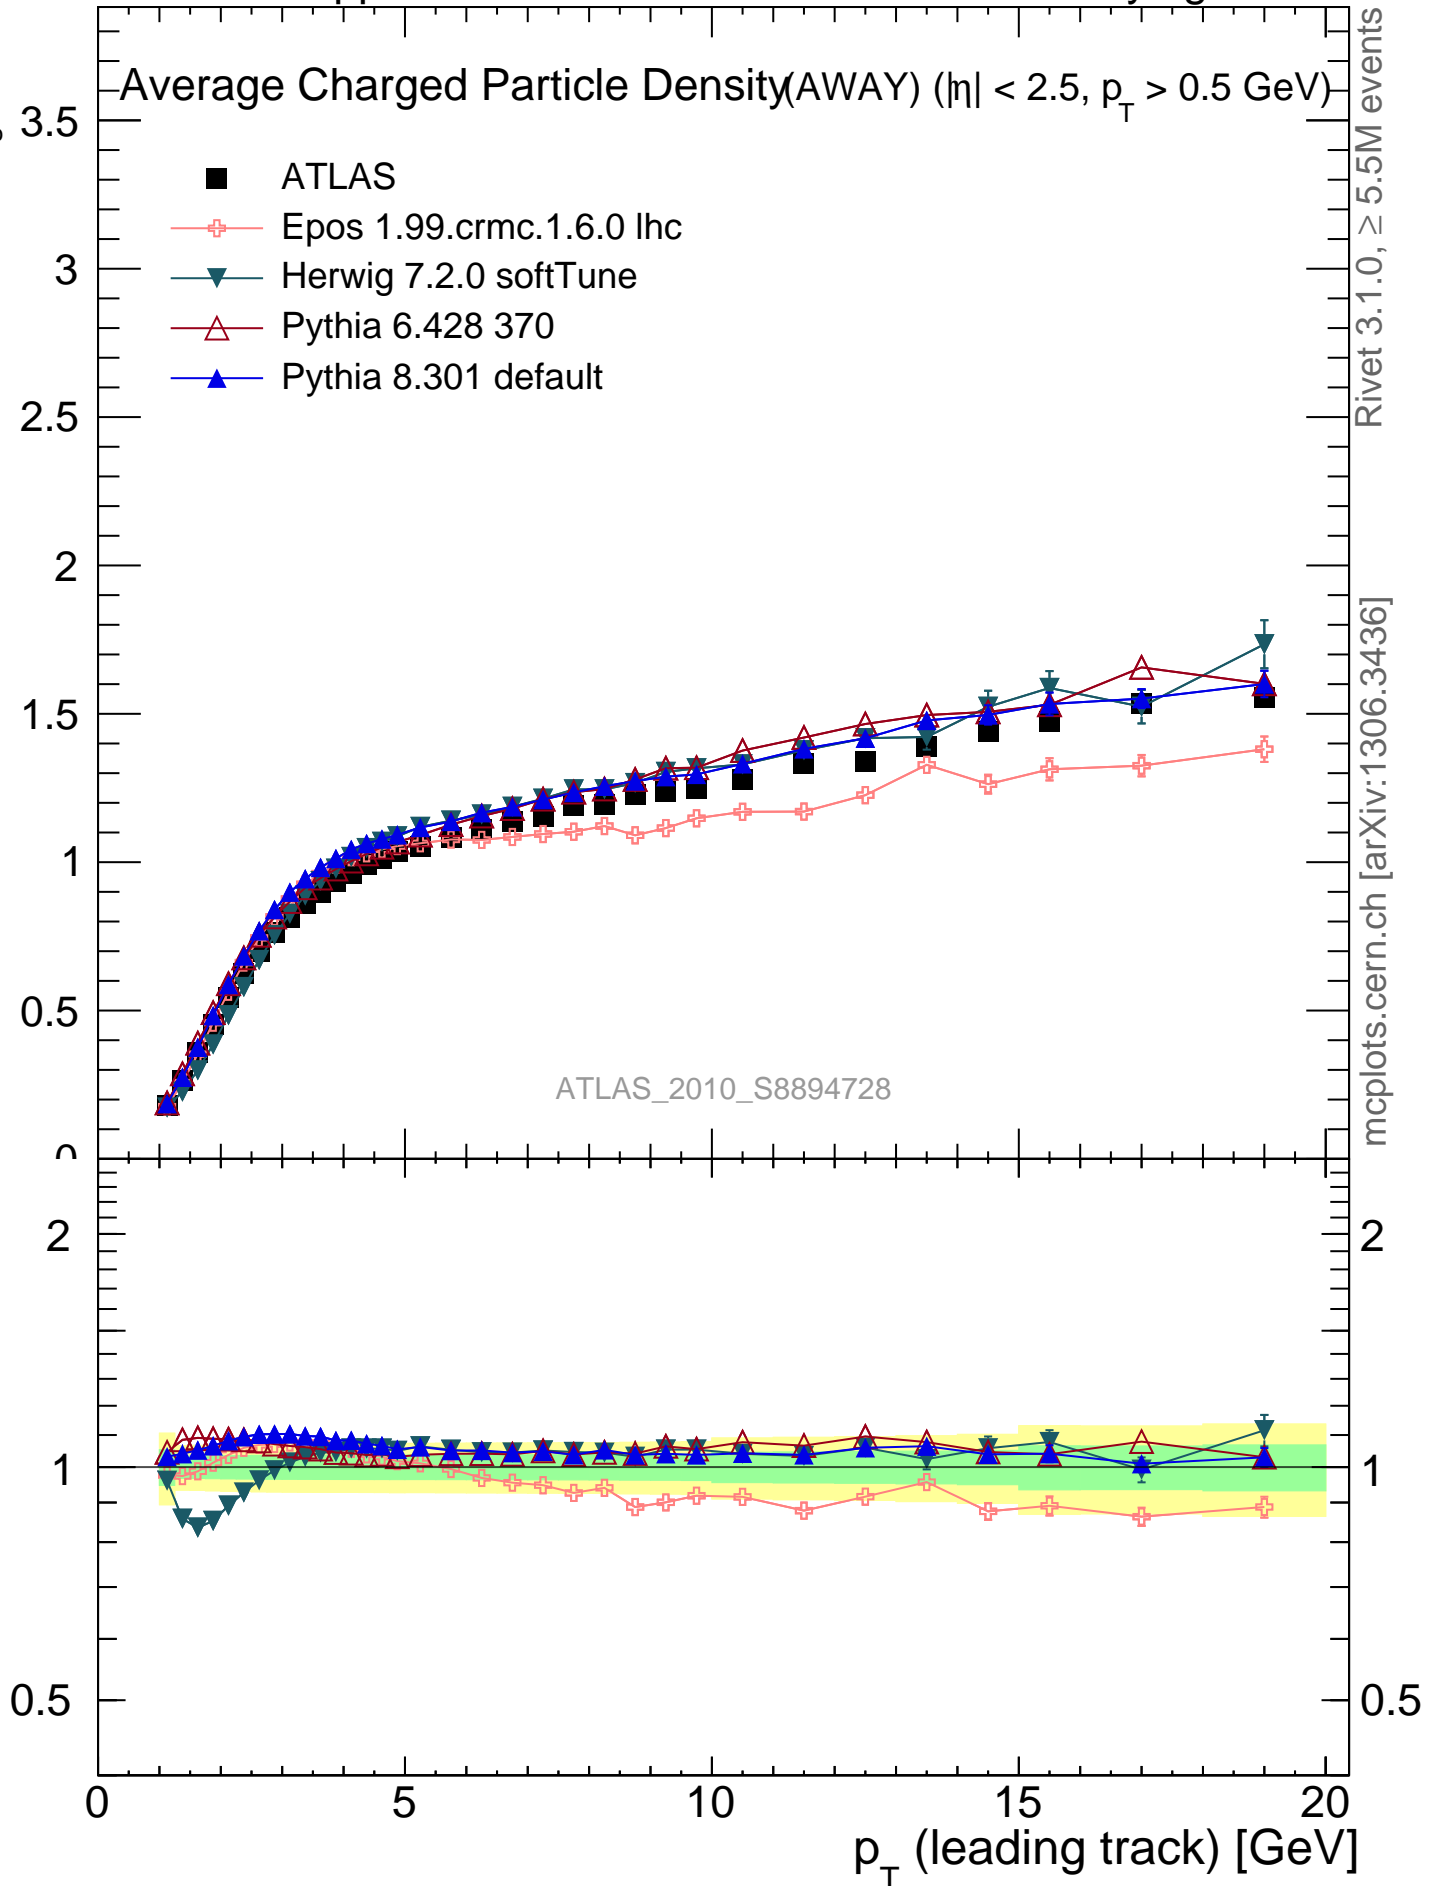 Average Charged Particle Density (AWAY) (|η| < 2.5, p_T > 0.5 GeV)
ATLAS
Epos 1.99.crmc.1.6.0 lhc
Herwig 7.2.0 softTune
Pythia 6.428 370
Pythia 8.301 default
3.5
3
2.5
2
1.5
1
0.5
0
ATLAS_2010_S8894728
Rivet 3.1.0, ≥ 5.5M events
mcplots.cern.ch [arXiv:1306.3436]
2
1
0.5
2
1
0.5
0 5 10 15 20
p_T (leading track) [GeV]